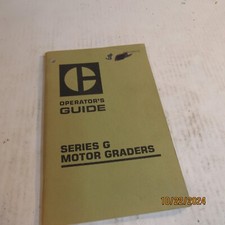 OPERATOR'S
GUIDE
SERIES G
MOTOR GRADERS
10/22/2024